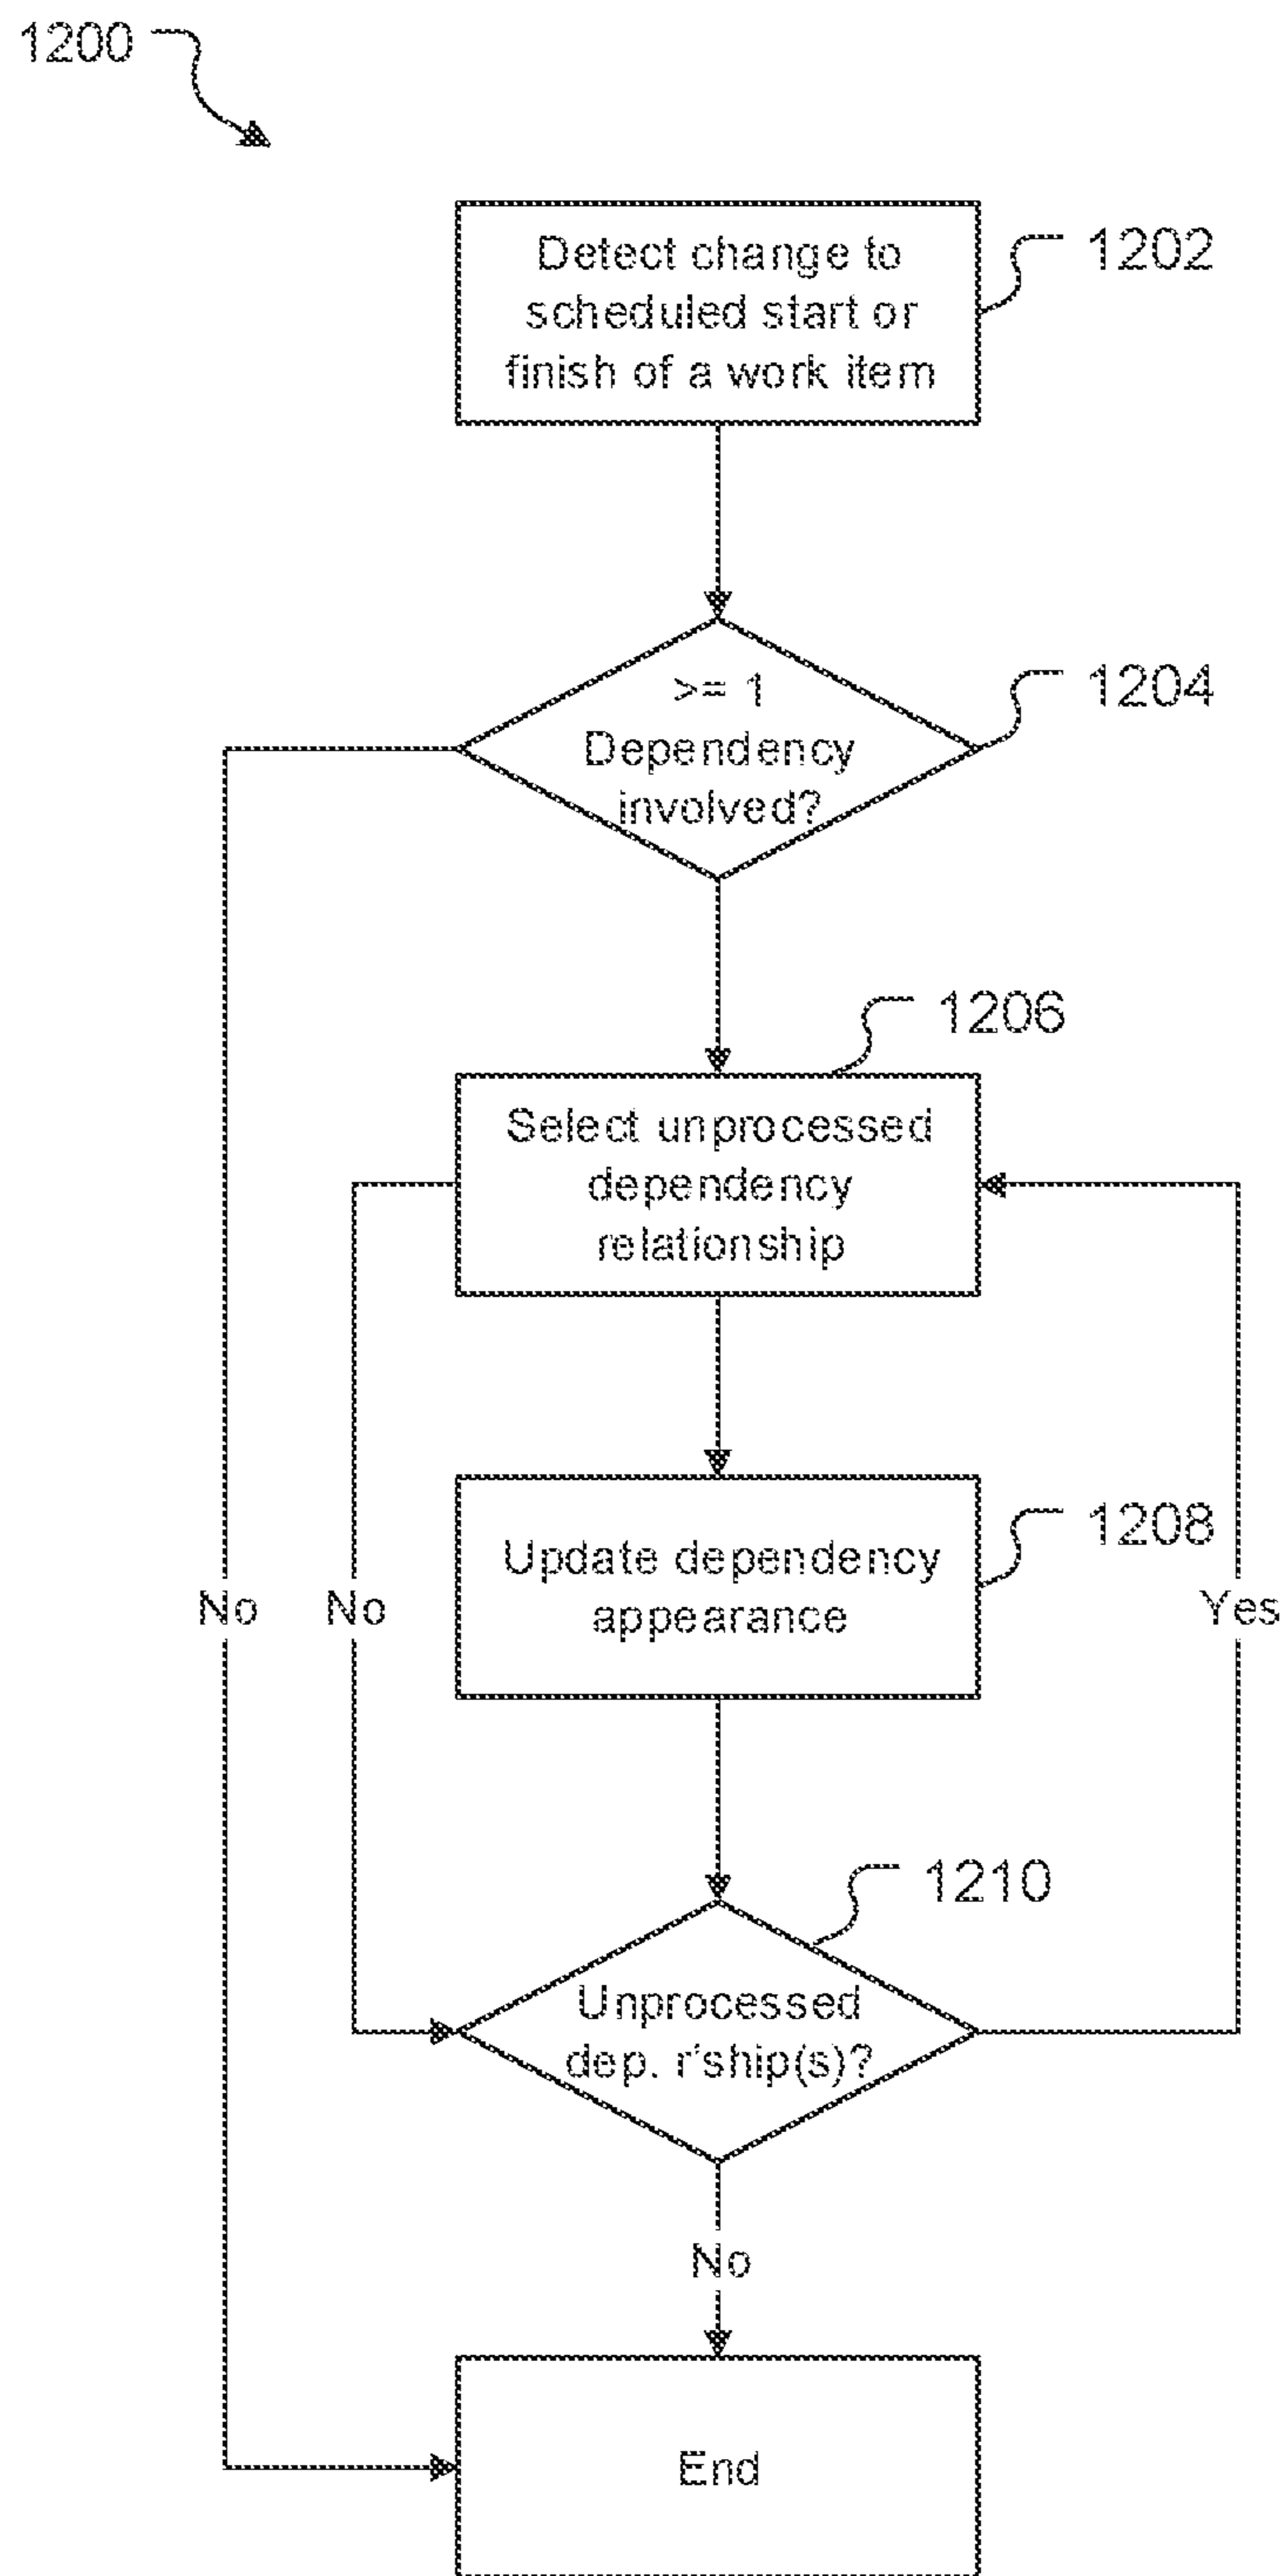 1200
Detect change to
scheduled start or
finish of a work item
1202
>= 1
Dependency
involved?
1204
1206
Select unprocessed
dependency
relationship
Update dependency
appearance
1208
No
No
Yes
1210
Unprocessed
dep. r'ship(s)?
No
End